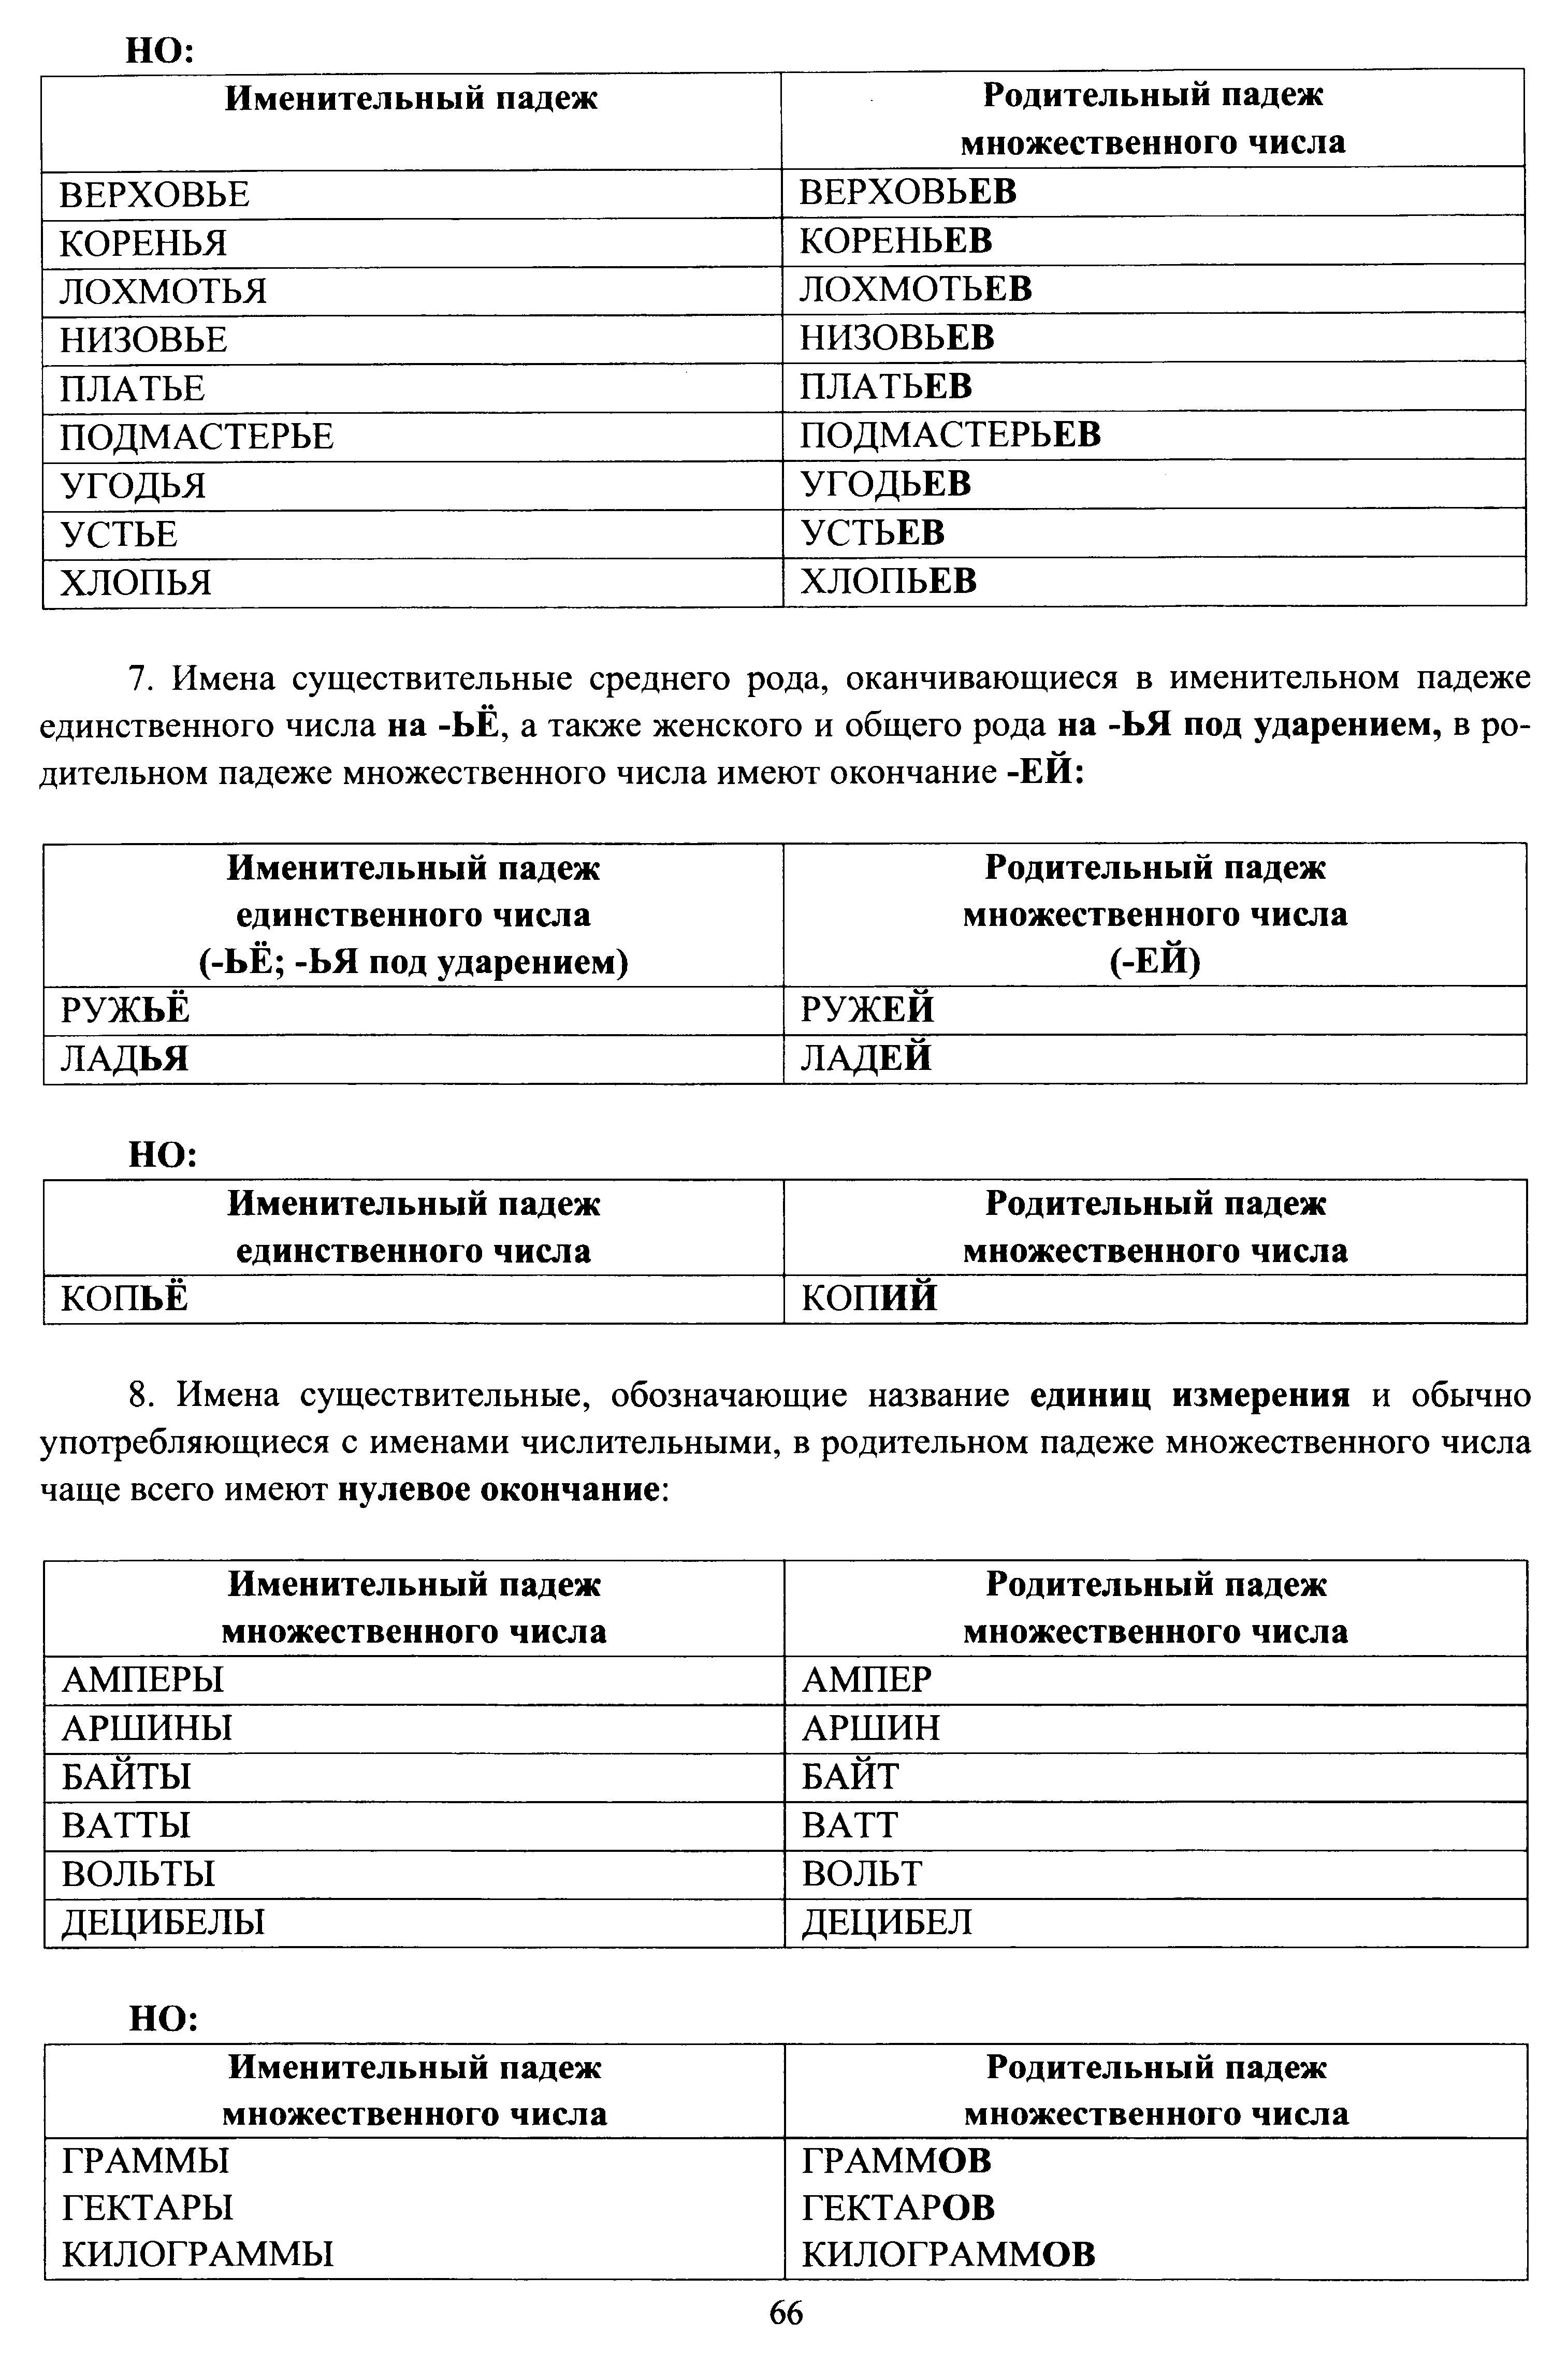 НО:
Именительный падеж
Родительный падеж
множественного числа
ВЕРХОВЬЕ ВЕРХОВЬЕВ
КОРЕНЬЯ КОРЕНЬЕВ
ЛОХМОТЬЯ ЛОХМОТЬЕВ
НИЗОВЬЕ НИЗОВЬЕВ
ПЛАТЬЕ ПЛАТЬЕВ
ПОДМАСТЕРЬЕ ПОДМАСТЕРЬЕВ
УГОДЬЯ УГОДЬЕВ
УСТЬЕ УСТЬЕВ
ХЛОПЬЯ ХЛОПЬЕВ
7. Имена существительные среднего рода, оканчивающиеся в именительном падеже
единственного числа на -ЬЁ, а также женского и общего рода на -ЬЯ под ударением, в ро-
дительном падеже множественного числа имеют окончание -ЕЙ:
Именительный падеж
единственного числа
(-ЬЁ; -ЬЯ под ударением)
Родительный падеж
множественного числа
(-ЕЙ)
РУЖЬЁ РУЖЕЙ
ЛАДЬЯ ЛАДЕЙ
НО:
Именительный падеж
единственного числа
Родительный падеж
множественного числа
КОПЬЁ КОПИЙ
8. Имена существительные, обозначающие название единиц измерения и обычно
употребляющиеся с именами числительными, в родительном падеже множественного числа
чаще всего имеют нулевое окончание:
Именительный падеж
множественного числа
Родительный падеж
множественного числа
АМПЕРЫ АМПЕР
АРШИНЫ АРШИН
БАЙТЫ БАЙТ
ВАТТЫ ВАТТ
ВОЛЬТЫ ВОЛЬТ
ДЕЦИБЕЛЫ ДЕЦИБЕЛ
НО:
Именительный падеж
множественного числа
Родительный падеж
множественного числа
ГРАММЫ ГРАММОВ
ГЕКТАРЫ ГЕКТАРОВ
КИЛОГРАММЫ КИЛОГРАММОВ
66